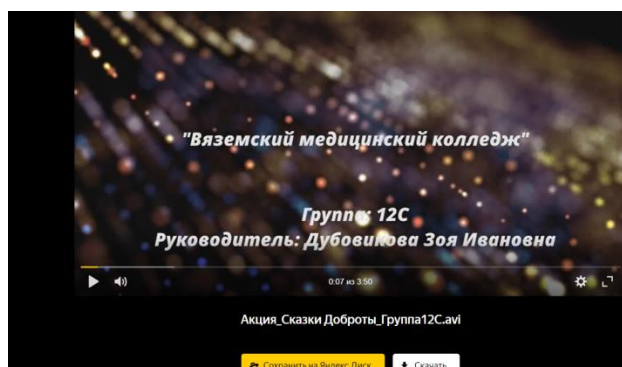 "Вяземский медицинский колледж"
Группа: 12С
Руководитель: Дубовикова Зоя Ивановна
0:07 из 3:50
Акция_Сказки Доброты_Группа12С.avi
Сохранить на Яндекс.Диск
Скачать